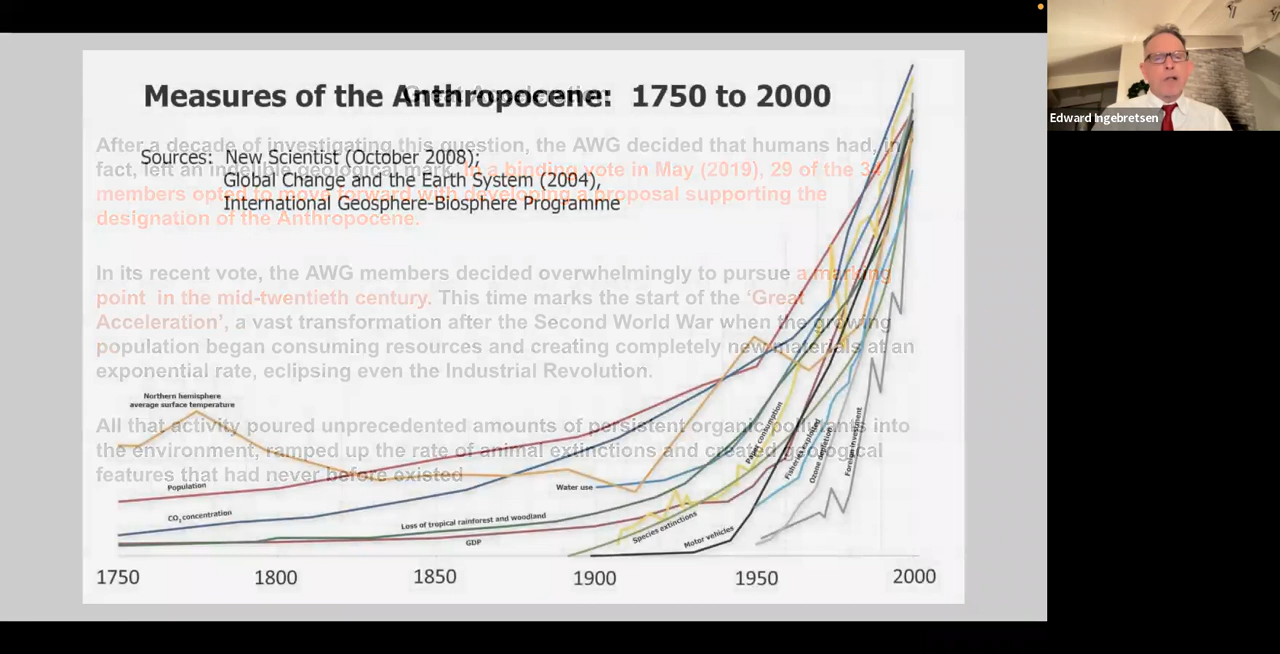 Measures of the Anthropocene: 1750 to 2000
Sources: New Scientist (October 2008);
Global Change and the Earth System (2004),
International Geosphere-Biosphere Programme
Great Acceleration
After a decade of investigating this question, the AWG decided that humans had, in
fact, left an indelible geological mark. In a binding vote in May (2019), 29 of the 34
members opted to move forward with developing a proposal supporting the
designation of the Anthropocene.
In its recent vote, the AWG members decided overwhelmingly to pursue a marking
point in the mid-twentieth century. This time marks the start of the ‘Great
Acceleration’, a vast transformation after the Second World War when the growing
population began consuming resources and creating completely new materials at an
exponential rate, eclipsing even the Industrial Revolution.
All that activity poured unprecedented amounts of persistent organic pollutants into
the environment, ramped up the rate of animal extinctions and created geological
features that had never before existed
Northern hemisphere
average surface temperature
Population
CO2 concentration
Loss of tropical rainforest and woodland
GDP
Water use
Species extinctions
Motor vehicles
Paper consumption
Fisheries exploited
Ozone depletion
Foreign investment
1750 1800 1850 1900 1950 2000
Edward Ingebretsen